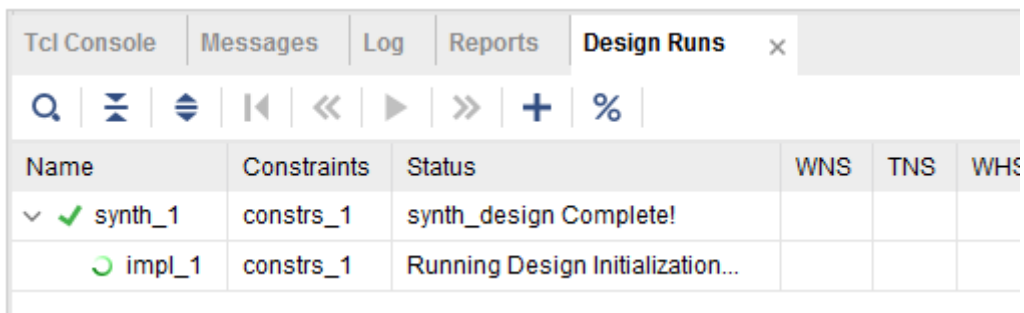 Tcl Console Messages Log Reports Design Runs
%
Name Constraints Status WNS TNS WHS
synth_1 constrs_1 synth_design Complete!
impl_1 constrs_1 Running Design Initialization...